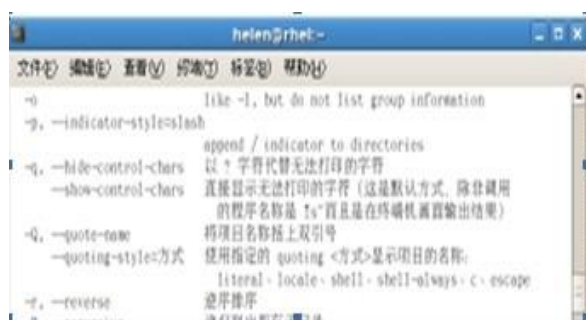 helen@rhel:~
文件(F) 编辑(E) 查看(V) 终端(T) 标签(B) 帮助(H)
-o like -l, but do not list group information
-p, --indicator-style=slash
append / indicator to directories
-q, --hide-control-chars 以 ? 字符代替无法打印的字符
--show-control-chars 直接显示无法打印的字符 (这是默认方式，除非调用
的程序名称是“ls”而且是在终端机画面输出结果)
-Q, --quote-name 将项目名称括上双引号
--quoting-style=方式 使用指定的 quoting <方式>显示项目的名称：
literal、locale、shell、shell-always、c、escape
-r, --reverse 逆序排序